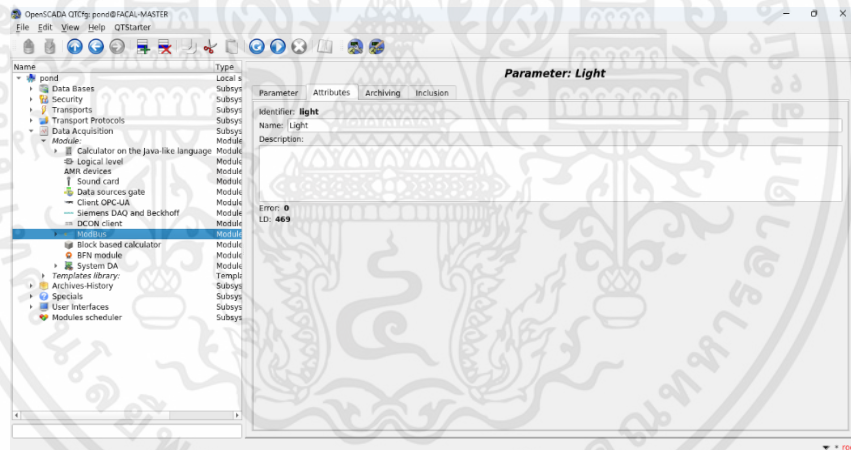 OpenSCADA QTCfg: pond@FACAL-MASTER
File Edit View Help QTStarter
Name Type
pond Local s
Data Bases Subsys
Security Subsys
Transports Subsys
Transport Protocols Subsys
Data Acquisition Subsys
Module: Module
Calculator on the Java-like language Module
Logical level Module
AMR devices Module
Sound card Module
Data sources gate Module
Client OPC-UA Module
Siemens DAQ and Beckhoff Module
DCON client Module
ModBus Module
Block based calculator Module
BFN module Module
System DA Module
Templates library: Templa
Archives-History Subsys
Specials Subsys
User Interfaces Subsys
Modules scheduler Subsys
Parameter: Light
Parameter Attributes Archiving Inclusion
Identifier: light
Name: Light
Description:
Error: 0
LD: 469